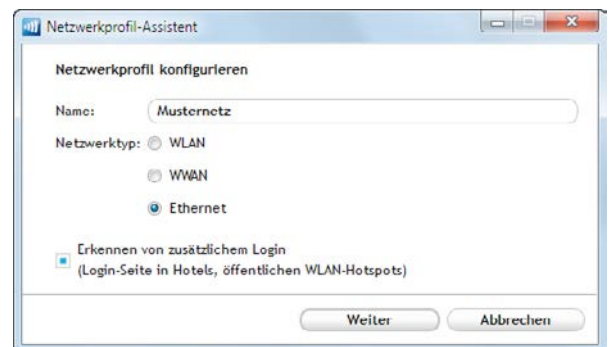 Netzwerkprofil-Assistent
Netzwerkprofil konfigurieren
Name: Musternetz
Netzwerktyp: WLAN
WWAN
Ethernet
Erkennen von zusätzlichem Login
(Login-Seite in Hotels, öffentlichen WLAN-Hotspots)
Weiter Abbrechen